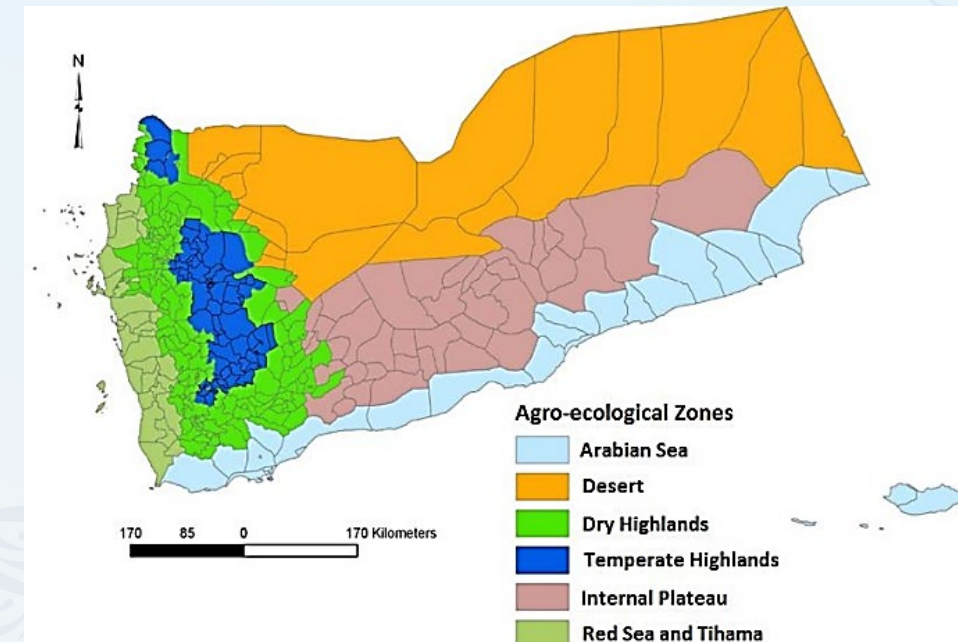 N
Agro-ecological Zones
Arabian Sea
Desert
Dry Highlands
Temperate Highlands
Internal Plateau
Red Sea and Tihama
170 85 0 170 Kilometers